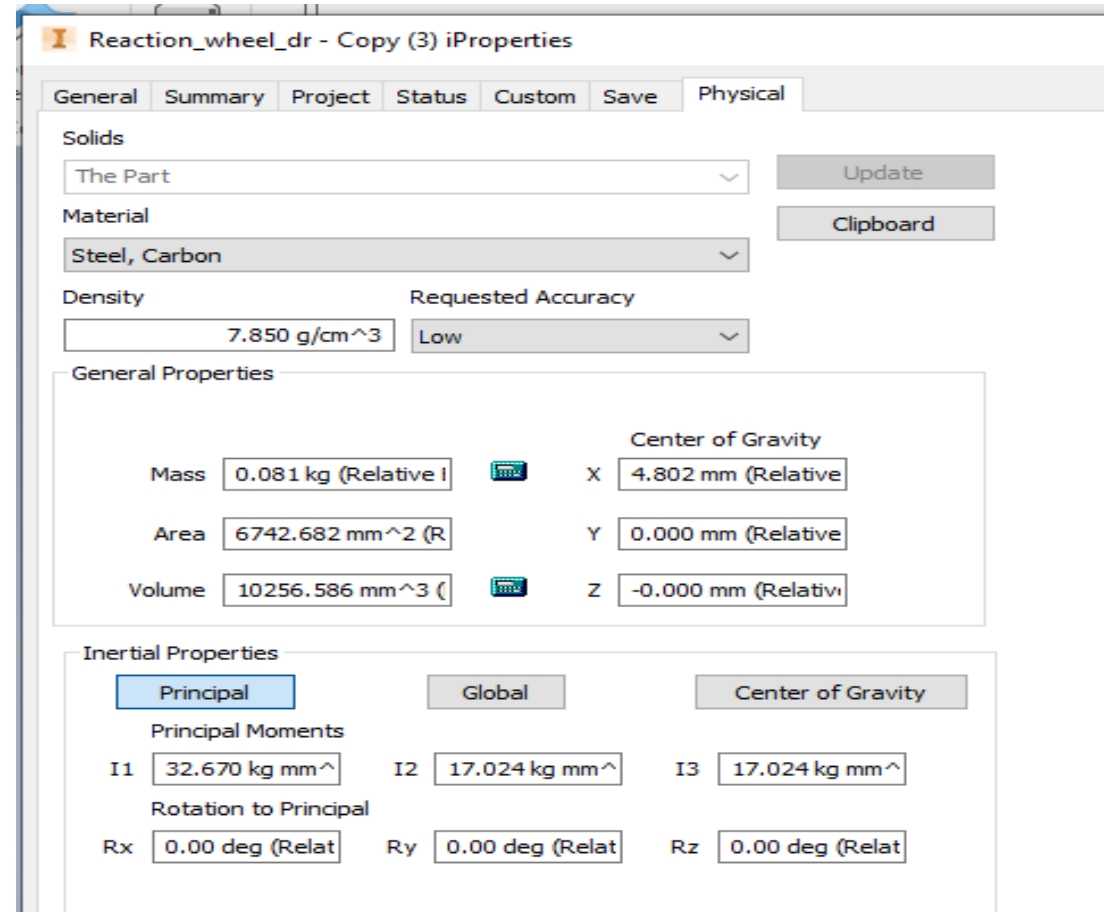 Reaction_wheel_dr - Copy (3) iProperties
General Summary Project Status Custom Save Physical
Solids
The Part
Update
Material
Clipboard
Steel, Carbon
Density Requested Accuracy
7.850 g/cm^3 Low
General Properties
Center of Gravity
Mass 0.081 kg (Relative X 4.802 mm (Relative
Area 6742.682 mm^2 (R Y 0.000 mm (Relative
Volume 10256.586 mm^3 ( Z -0.000 mm (Relativ
Inertial Properties
Principal Global Center of Gravity
Principal Moments
I1 32.670 kg mm^ I2 17.024 kg mm^ I3 17.024 kg mm^
Rotation to Principal
Rx 0.00 deg (Relat Ry 0.00 deg (Relat Rz 0.00 deg (Relat